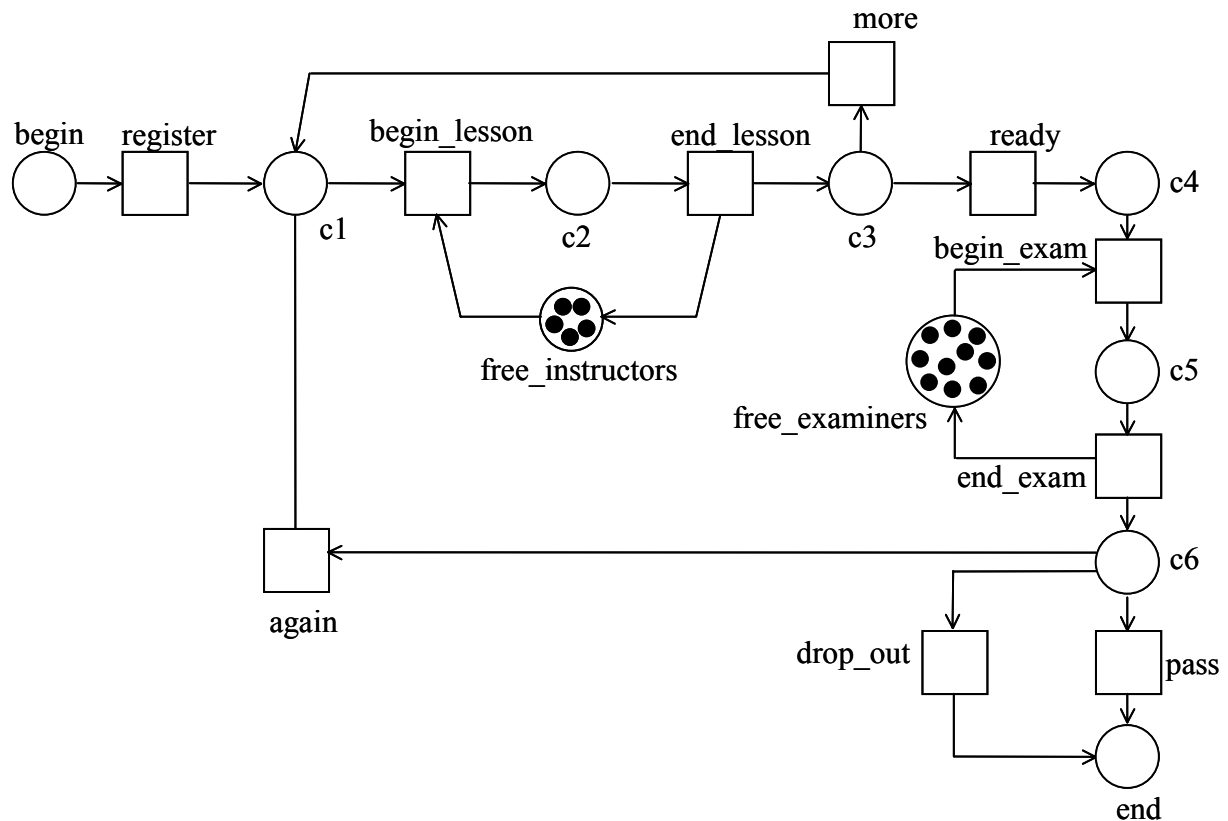 more
begin
register
begin_lesson
end_lesson
ready
c1
c2
c3
c4
begin_exam
free_instructors
c5
free_examiners
end_exam
c6
again
drop_out
pass
end